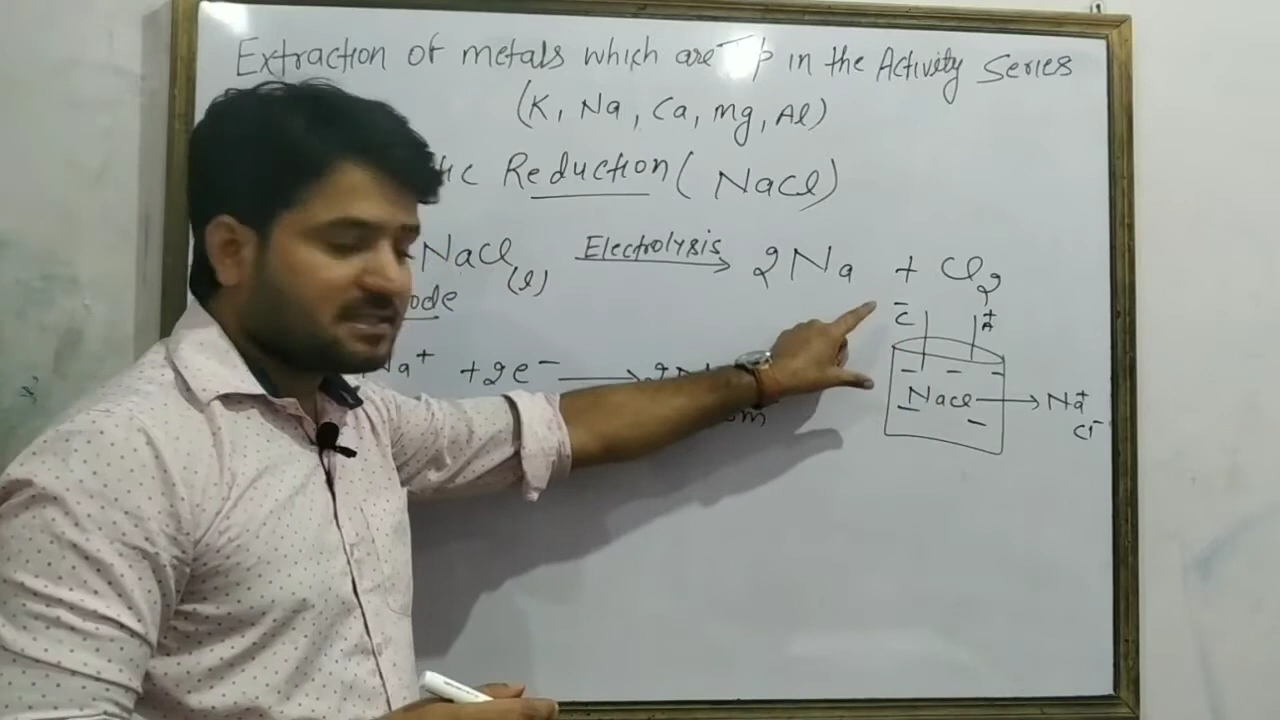 Extraction of metals which are Top in the Activity Series
(K, Na, Ca, Mg, Al)
Reduction (NaCl)
NaCl(l) Electrolysis → 2Na + Cl2
ode
- +
C A
Na+ + 2e- → 2Na
NaCl → Na+
Cl-